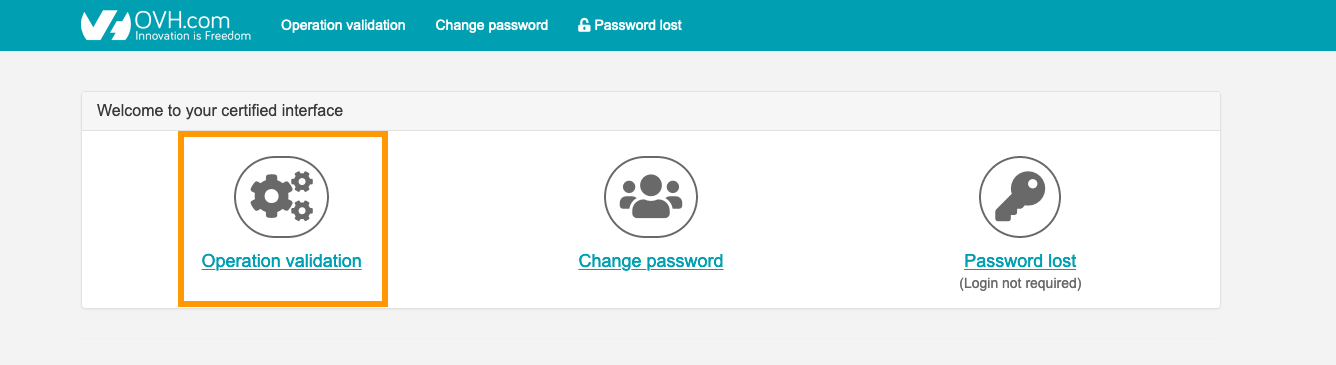 OVH.com
Innovation is Freedom
Operation validation
Change password
Password lost
Welcome to your certified interface
Operation validation
Change password
Password lost
(Login not required)